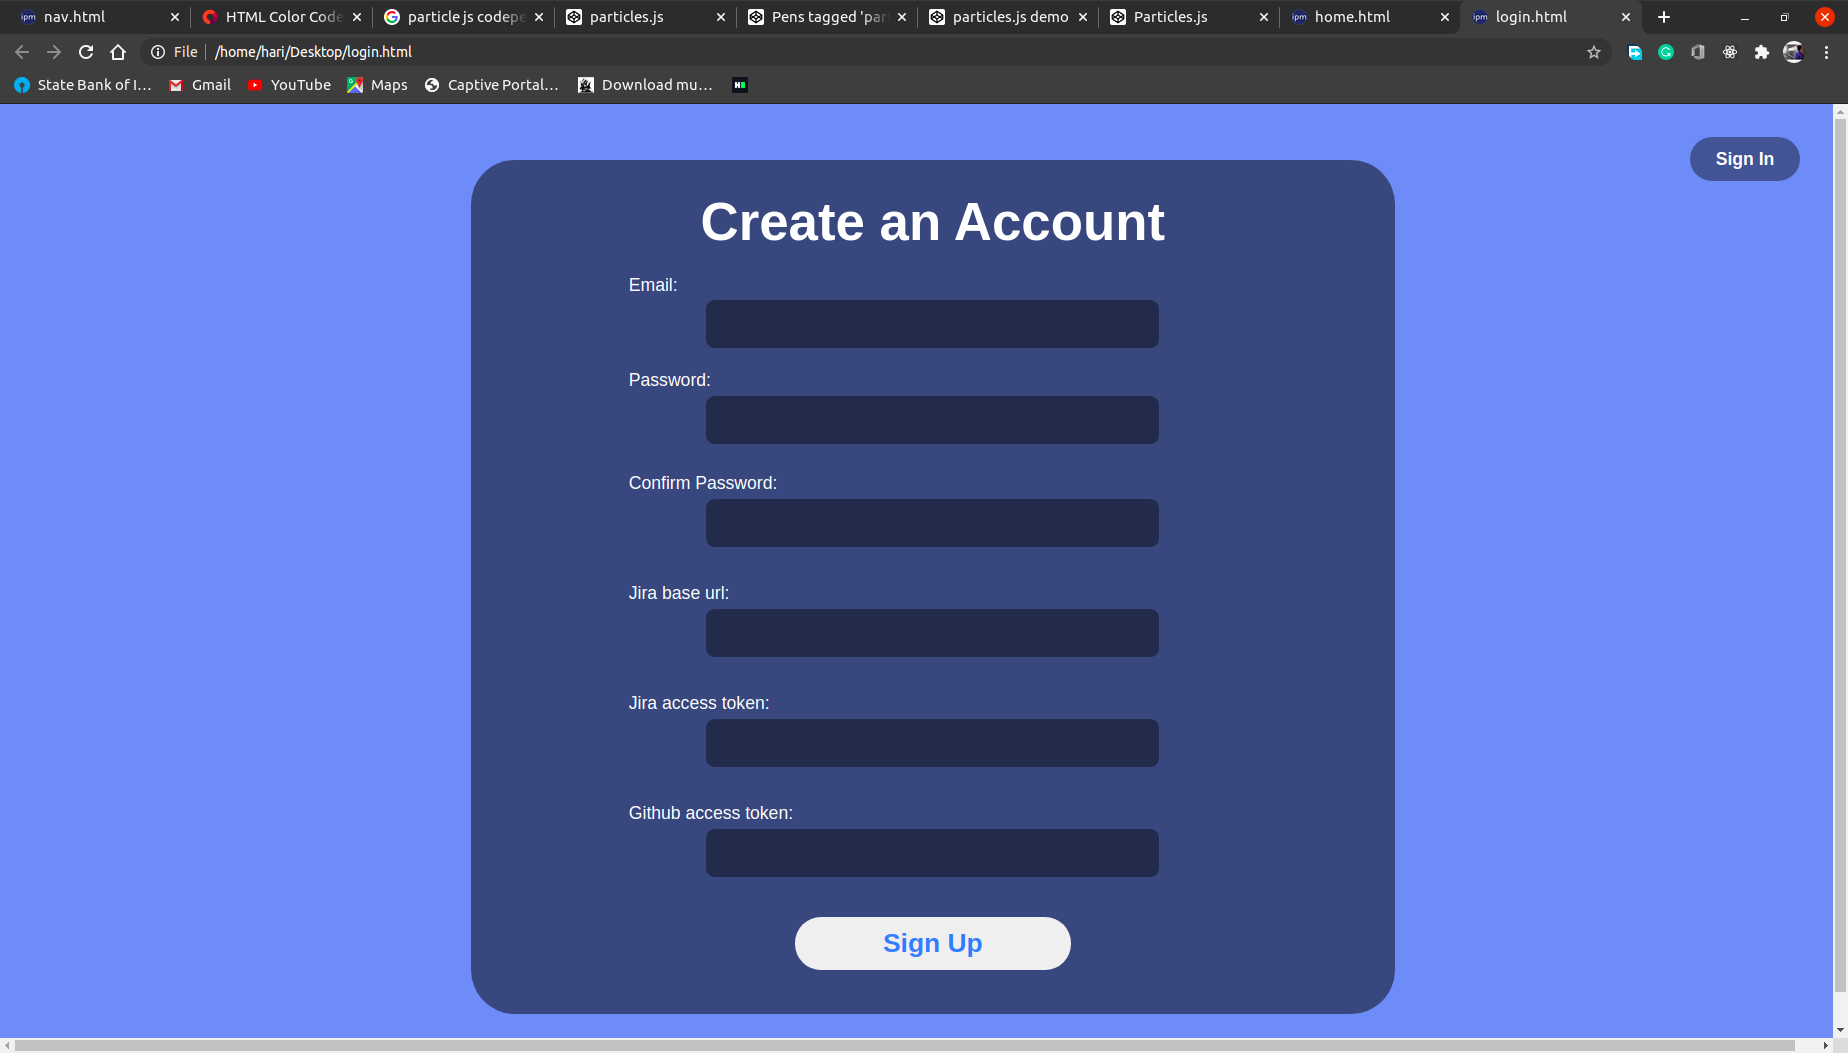 nav.html HTML Color Code particle js codepe particles.js Pens tagged 'par particles.js demo Particles.js home.html login.html
File /home/hari/Desktop/login.html
State Bank of I... Gmail YouTube Maps Captive Portal... Download mu...
Sign In
Create an Account
Email:
Password:
Confirm Password:
Jira base url:
Jira access token:
Github access token:
Sign Up